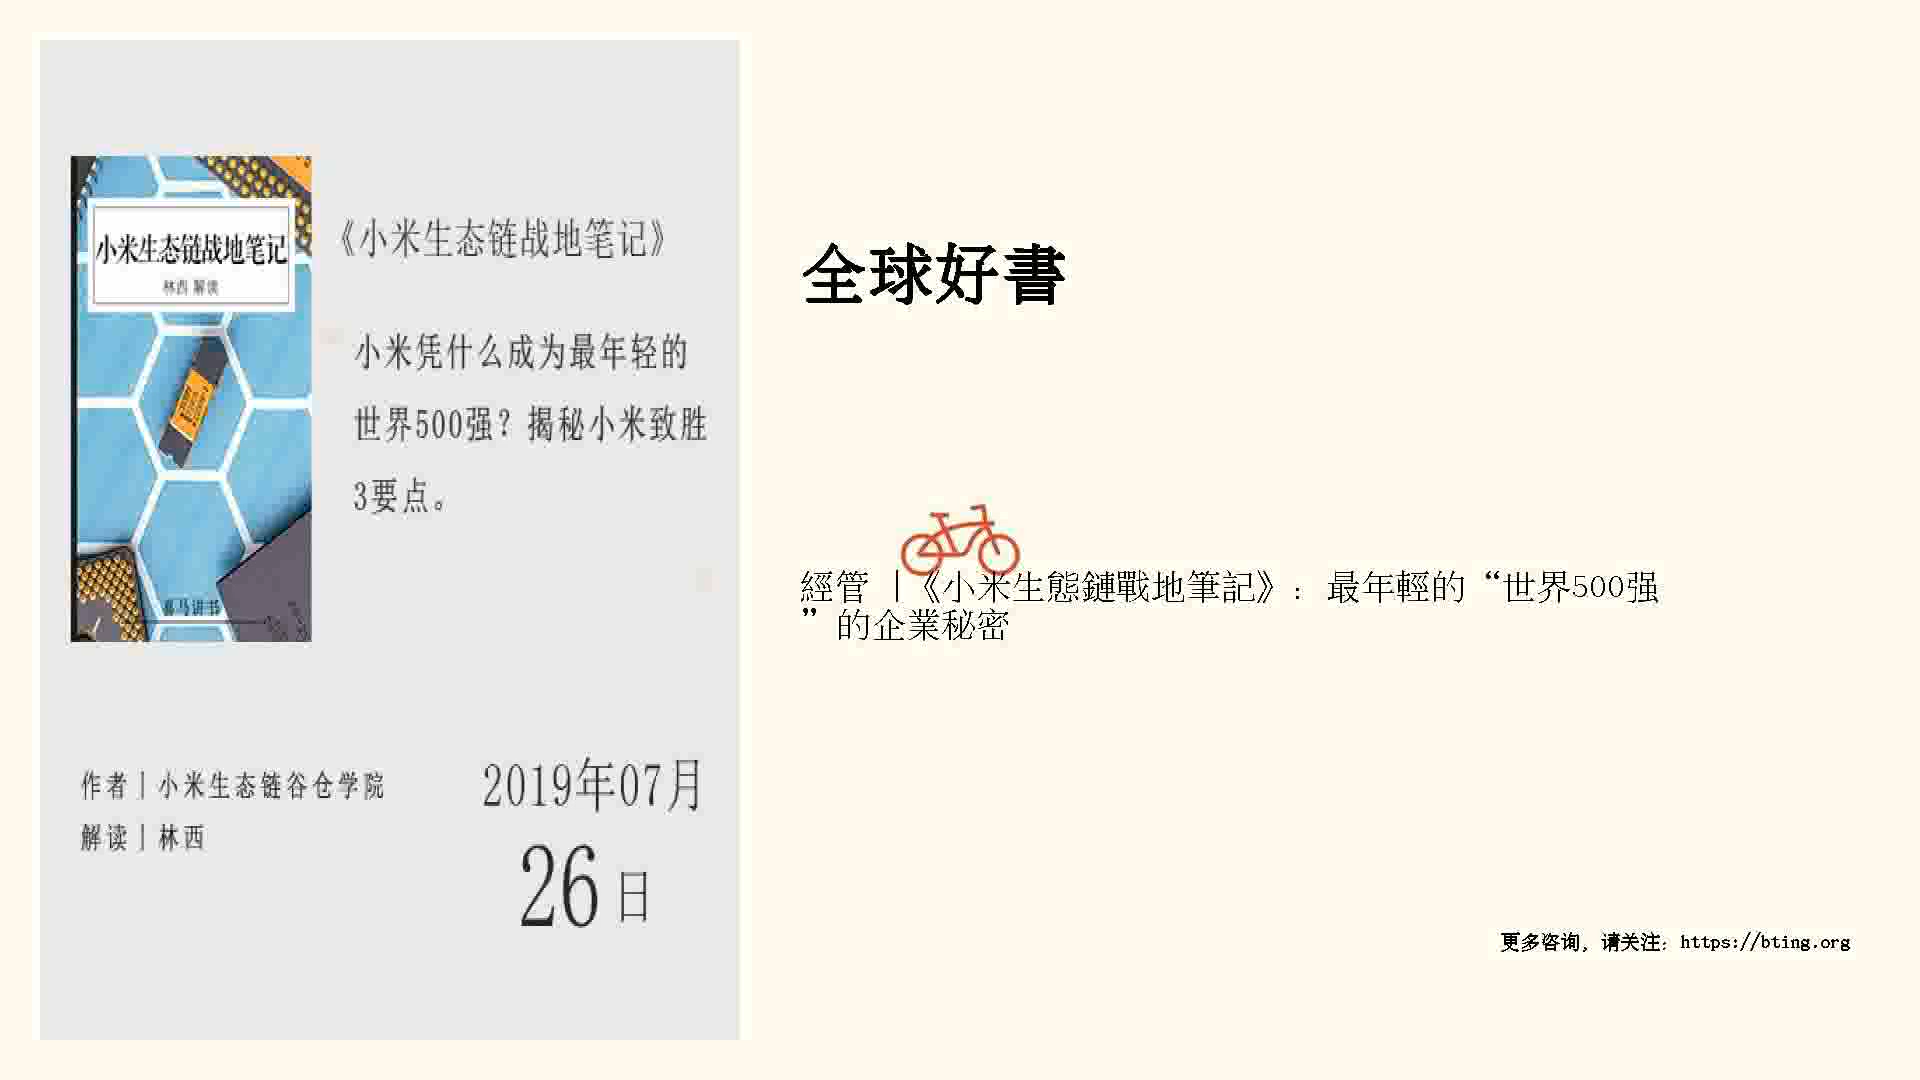 小米生态链战地笔记
林西 解读
喜马讲书
《小米生态链战地笔记》
小米凭什么成为最年轻的
世界500强？揭秘小米致胜
3要点。
作者丨小米生态链谷仓学院
解读丨林西
2019年07月
26日
全球好書
經管 丨《小米生態鏈戰地筆記》： 最年輕的“世界500强
”的企業秘密
更多咨询，请关注：https://bting.org